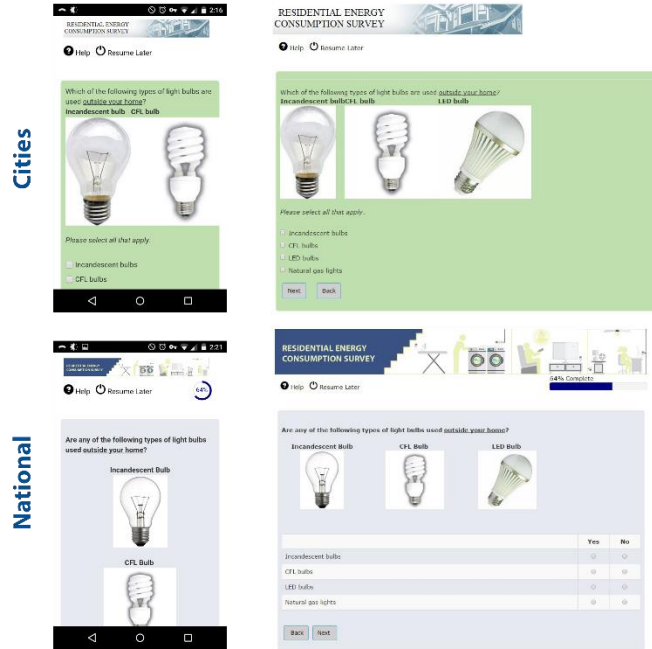 Cities
2:16
RESIDENTIAL ENERGY
CONSUMPTION SURVEY
Help Resume Later
Which of the following types of light bulbs are
used outside your home?
Incandescent bulb CFL bulb
Please select all that apply.
Incandescent bulbs
CFL bulbs
RESIDENTIAL ENERGY
CONSUMPTION SURVEY
Help Resume Later
Which of the following types of light bulbs are used outside your home?
Incandescent bulbCFL bulb LED bulb
Please select all that apply.
Incandescent bulbs
CFL bulbs
LED bulbs
Natural gas lights
Next Back
National
2:21
RESIDENTIAL ENERGY
CONSUMPTION SURVEY
Help Resume Later 64%
Are any of the following types of light bulbs
used outside your home?
Incandescent Bulb
CFL Bulb
RESIDENTIAL ENERGY
CONSUMPTION SURVEY
Help Resume Later
64% Complete
Are any of the following types of light bulbs used outside your home?
Incandescent Bulb CFL Bulb LED Bulb
Yes No
Incandescent bulbs
CFL bulbs
LED bulbs
Natural gas lights
Back Next